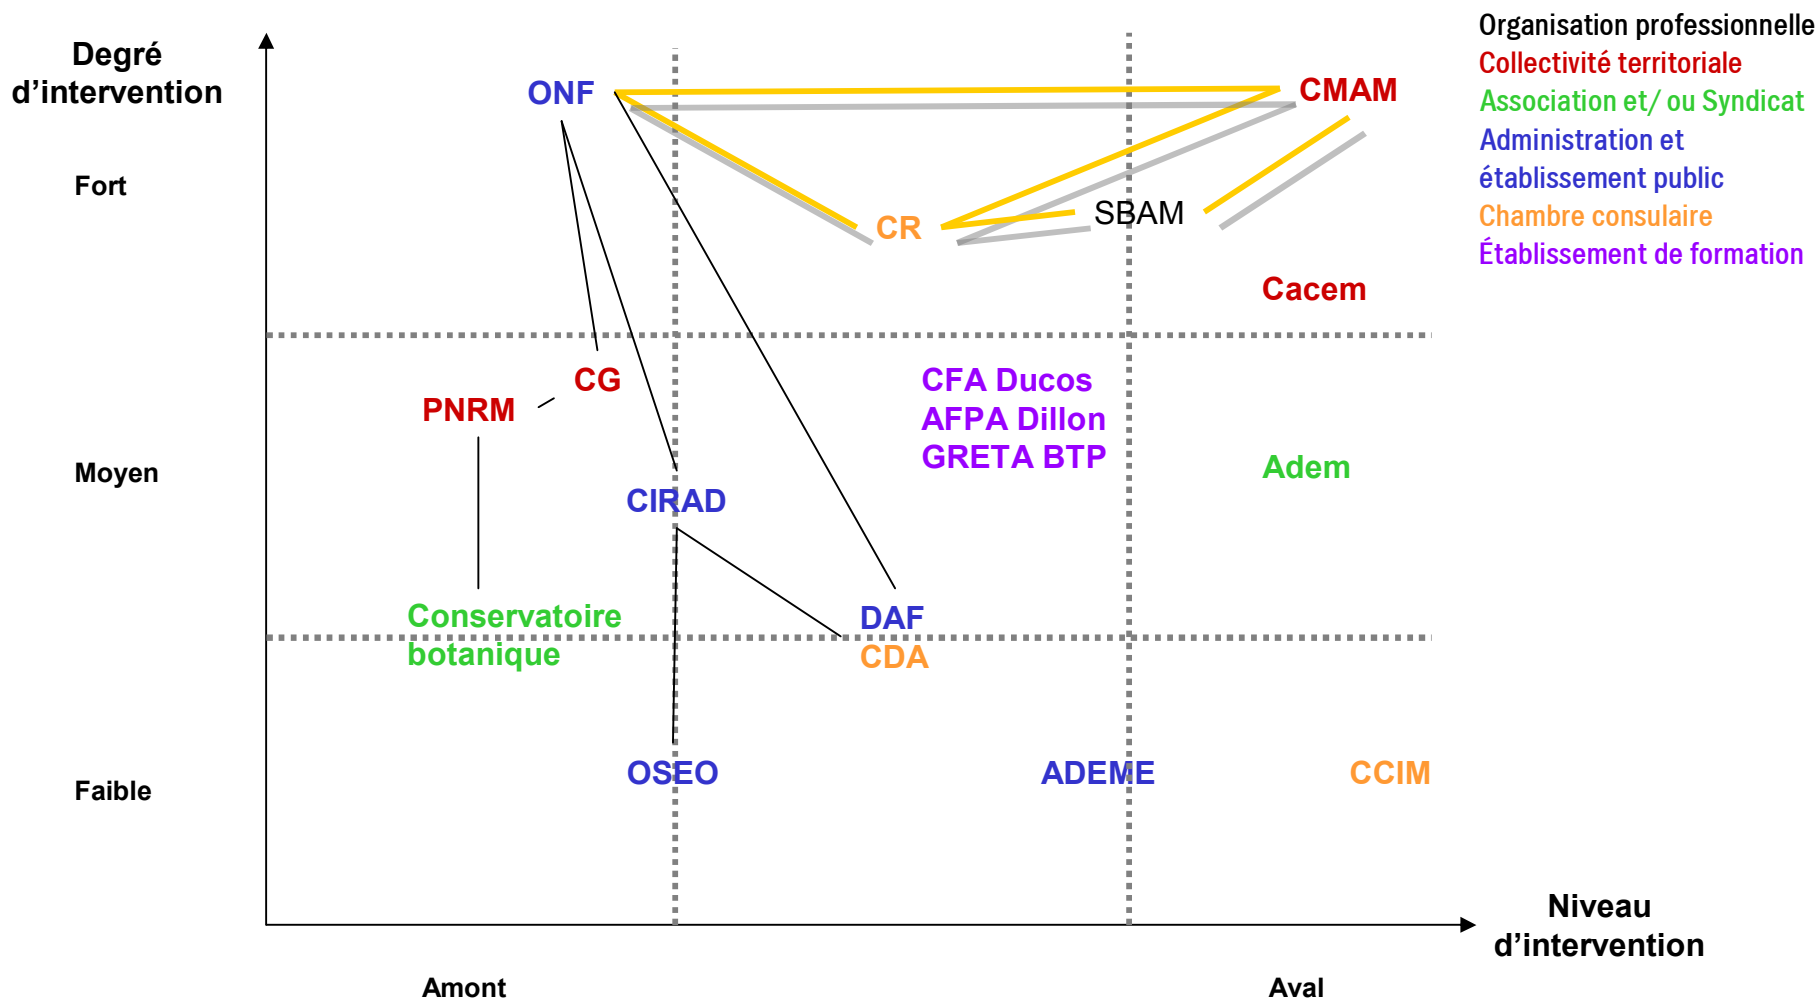 Degré
d'intervention
Organisation professionnelle
Collectivité territoriale
Association et/ ou Syndicat
Administration et
établissement public
Chambre consulaire
Établissement de formation
ONF
CMAM
Fort
CR
SBAM
Cacem
CG
PNRM
CFA Ducos
AFPA Dillon
GRETA BTP
Moyen
Adem
CIRAD
Conservatoire
botanique
DAF
CDA
Faible
OSEO
ADEME
CCIM
Niveau
d'intervention
Amont
Aval